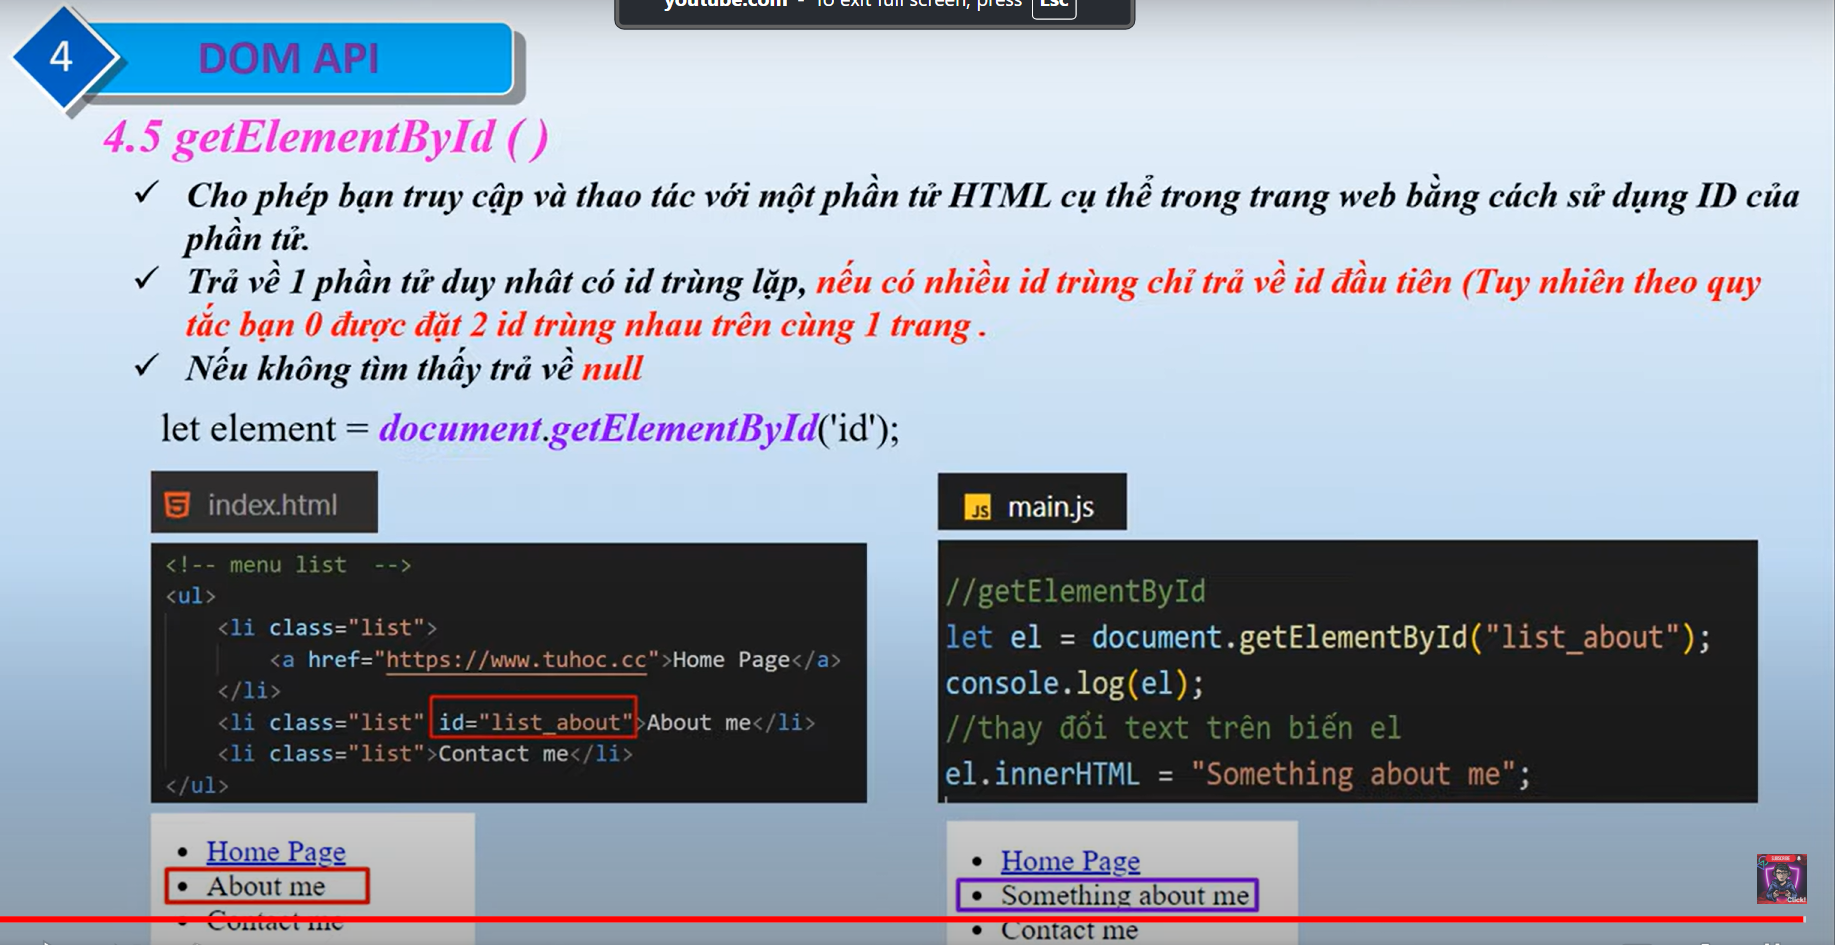 youtube.com - To exit full screen, press Esc
4
DOM API
4.5 getElementById ( )
✓ Cho phép bạn truy cập và thao tác với một phần tử HTML cụ thể trong trang web bằng cách sử dụng ID của
phần tử.
✓ Trả về 1 phần tử duy nhât có id trùng lặp, nếu có nhiều id trùng chỉ trả về id đầu tiên (Tuy nhiên theo quy
tắc bạn 0 được đặt 2 id trùng nhau trên cùng 1 trang .
✓ Nếu không tìm thấy trả về null
let element = document.getElementById('id');
index.html
<!-- menu list  -->
<ul>
<li class="list">
<a href="https://www.tuhoc.cc">Home Page</a>
</li>
<li class="list" id="list_about">About me</li>
<li class="list">Contact me</li>
</ul>
• Home Page
• About me
• Contact me
JS main.js
//getElementById
let el = document.getElementById("list_about");
console.log(el);
//thay đổi text trên biến el
el.innerHTML = "Something about me";
• Home Page
• Something about me
• Contact me
SUBSCRIBE
Click!